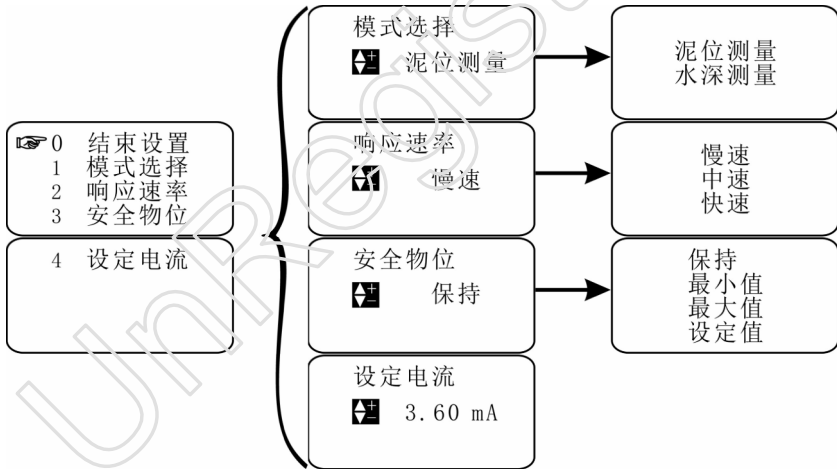 0 结束设置
1 模式选择
2 响应速率
3 安全物位
4 设定电流
模式选择
泥位测量
泥位测量
水深测量
响应速率
慢速
慢速
中速
快速
安全物位
保持
保持
最小值
最大值
设定值
设定电流
3.60 mA
UnRegis